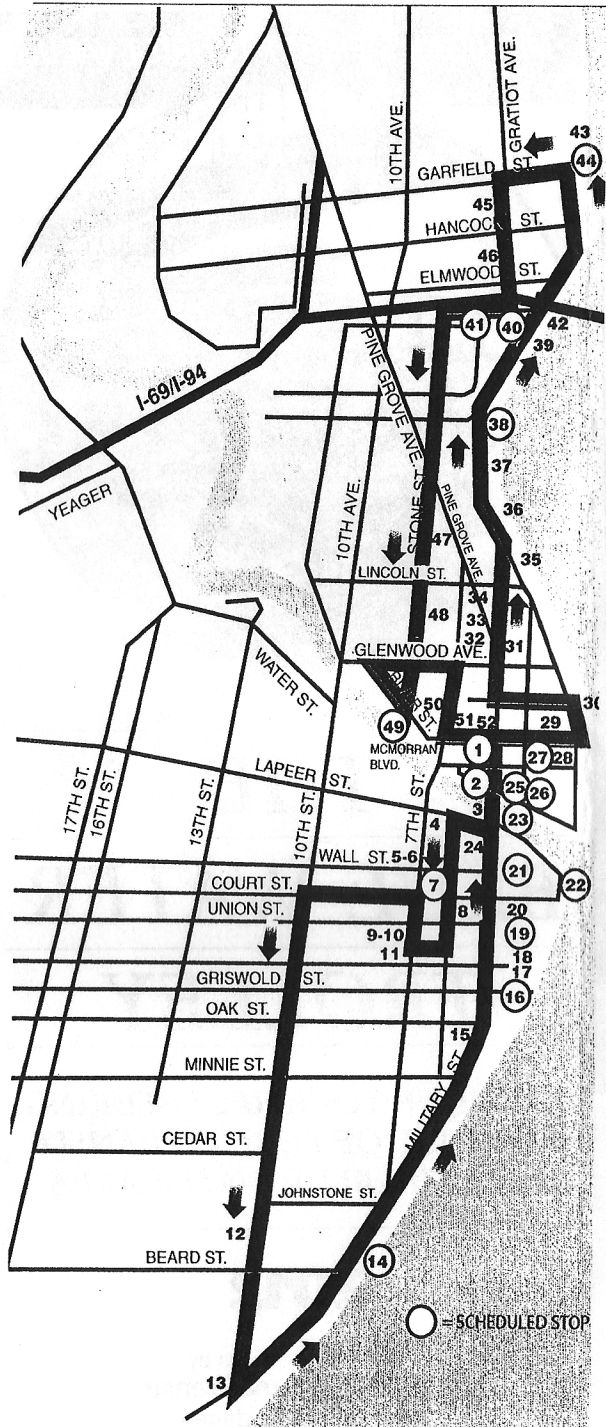 GRATIOT AVE.
10TH AVE.
43
44
GARFIELD ST.
45
HANCOCK ST.
46
ELMWOOD ST.
41
40
42
39
PINE GROVE AVE.
I-69/I-94
38
37
YEAGER
STONE ST.
PINE GROVE AVE.
36
10TH AVE.
47
35
LINCOLN ST.
34
48
33
32
31
GLENWOOD AVE.
WATER ST.
30
50
51
52
29
49
MCMORRAN
BLVD.
1
27
28
LAPEER ST.
2
25
26
17TH ST.
16TH ST.
13TH ST.
10TH ST.
7TH ST.
3
23
4
24
WALL ST.
5-6
21
COURT ST.
7
22
UNION ST.
8
20
9-10
19
11
18
17
GRISWOLD ST.
16
OAK ST.
15
MINNIE ST.
MILITARY ST.
CEDAR ST.
JOHNSTONE ST.
12
BEARD ST.
14
= SCHEDULED STOP
13